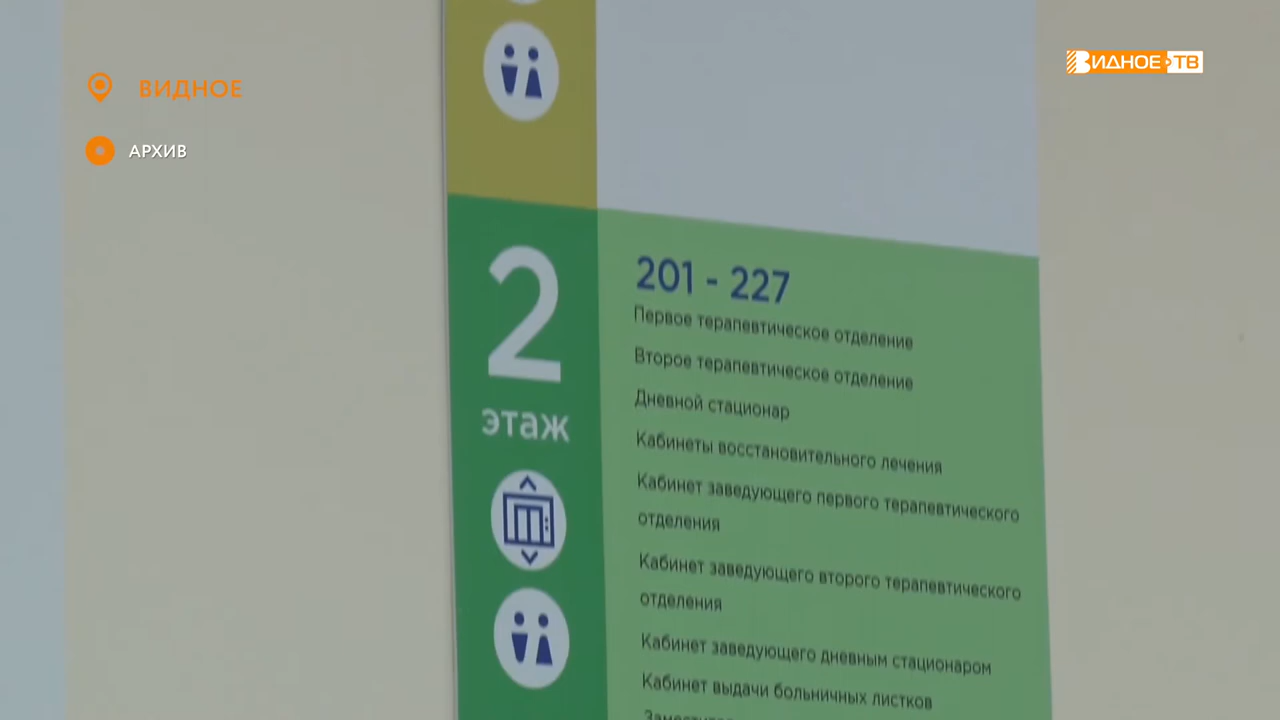 ВИДНОЕ
ВИДНОЕ ТВ
АРХИВ
2
этаж
201 - 227
Первое терапевтическое отделение
Второе терапевтическое отделение
Дневной стационар
Кабинеты восстановительного лечения
Кабинет заведующего первого терапевтического
отделения
Кабинет заведующего второго терапевтического
отделения
Кабинет заведующего дневным стационаром
Кабинет выдачи больничных листков